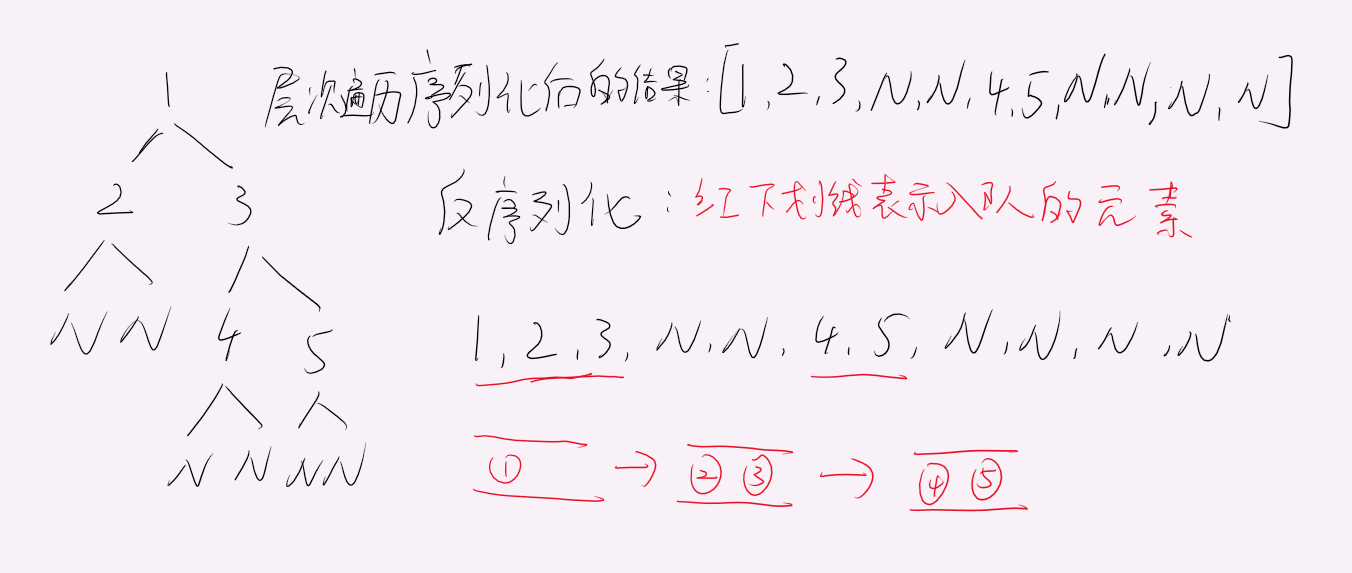 层次遍历序列化后的结果:[1,2,3,N,N,4,5,N,N,N,N]
1
2 3
反序列化:红下划线表示入队的元素
N N 4 5
1,2,3,N,N,4,5,N,N,N,N
N N N N
① → ② ③ → ④ ⑤